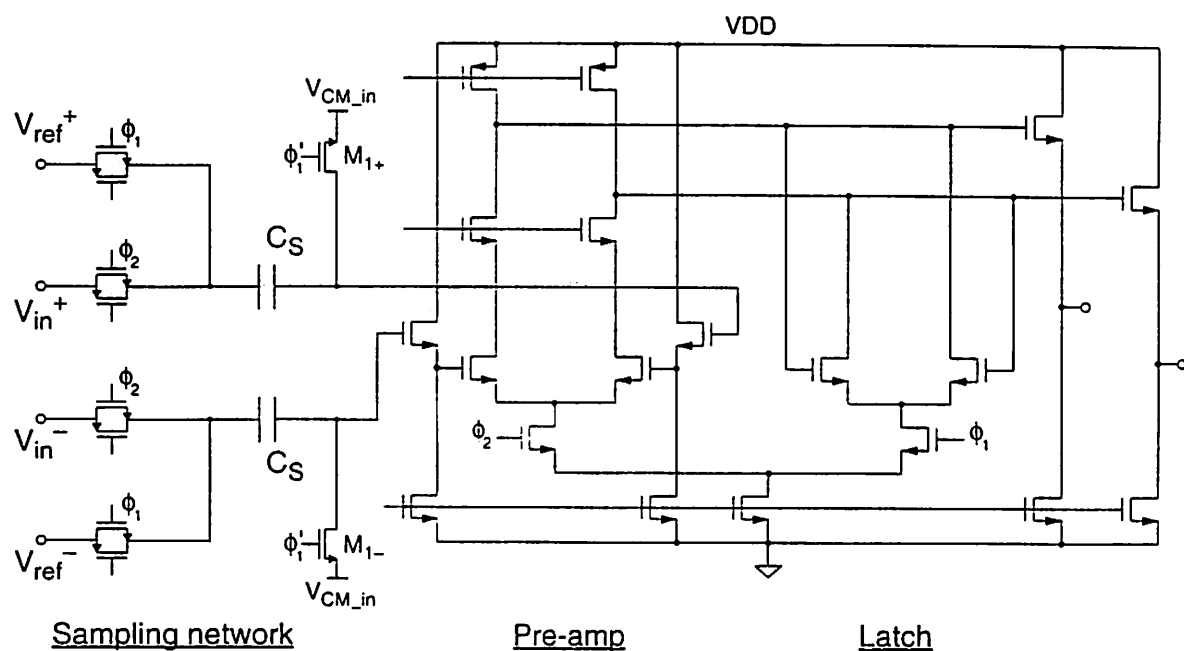 VDD
V_CM_in
V_ref^+
ϕ_1
ϕ_1' M_1+
ϕ_2
C_S
V_in^+
ϕ_2
V_in^-
C_S
ϕ_2
ϕ_1
ϕ_1
V_ref^-
ϕ_1' M_1-
V_CM_in
Sampling network Pre-amp Latch